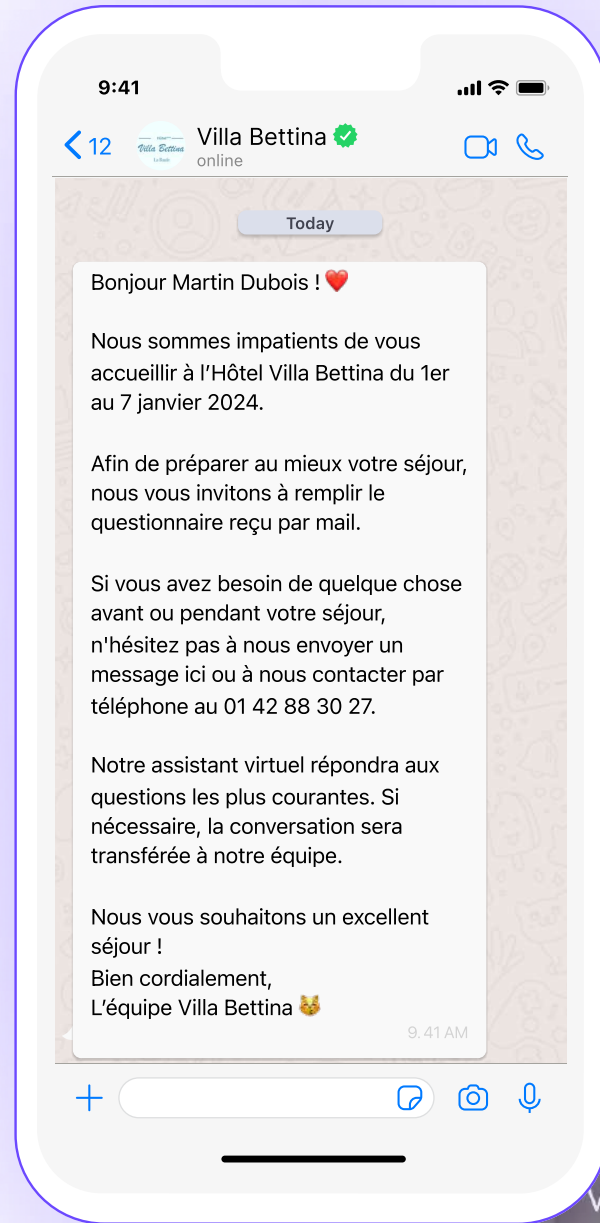 9:41
12
Villa Bettina
online
Villa Bettina
Today
Bonjour Martin Dubois ! ❤️
Nous sommes impatients de vous
accueillir à l’Hôtel Villa Bettina du 1er
au 7 janvier 2024.
Afin de préparer au mieux votre séjour,
nous vous invitons à remplir le
questionnaire reçu par mail.
Si vous avez besoin de quelque chose
avant ou pendant votre séjour,
n'hésitez pas à nous envoyer un
message ici ou à nous contacter par
téléphone au 01 42 88 30 27.
Notre assistant virtuel répondra aux
questions les plus courantes. Si
nécessaire, la conversation sera
transférée à notre équipe.
Nous vous souhaitons un excellent
séjour !
Bien cordialement,
L’équipe Villa Bettina 😽
9.41 AM